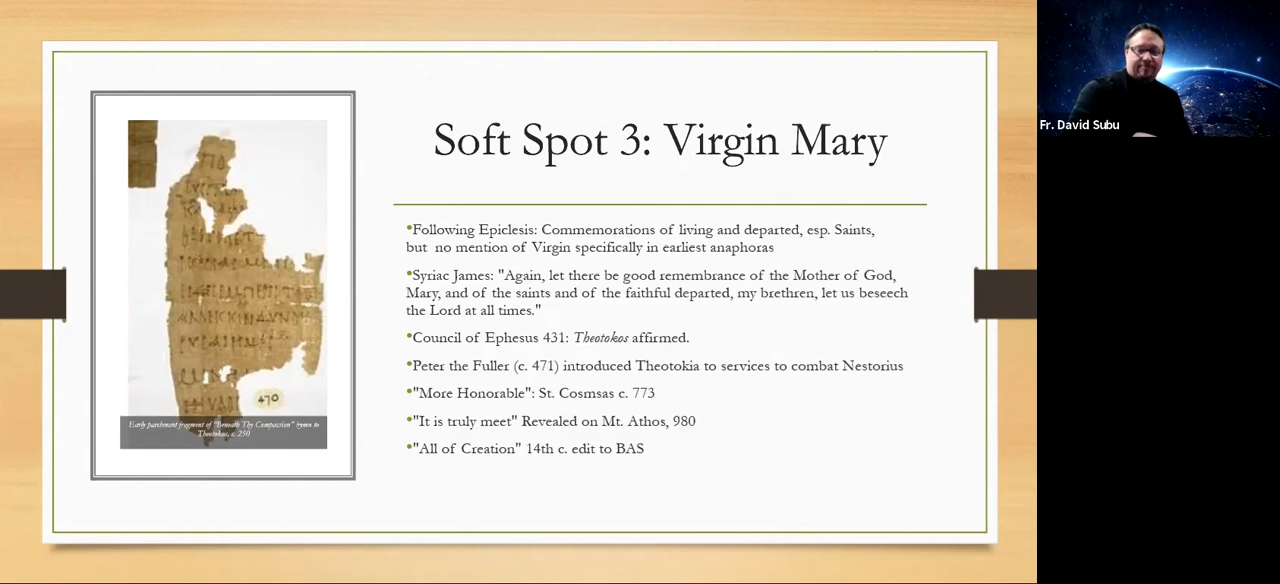 Soft Spot 3: Virgin Mary
•Following Epiclesis: Commemorations of living and departed, esp. Saints,
but no mention of Virgin specifically in earliest anaphoras
•Syriac James: "Again, let there be good remembrance of the Mother of God,
Mary, and of the saints and of the faithful departed, my brethren, let us beseech
the Lord at all times."
•Council of Ephesus 431: Theotokos affirmed.
•Peter the Fuller (c. 471) introduced Theotokia to services to combat Nestorius
•"More Honorable": St. Cosmsas c. 773
•"It is truly meet" Revealed on Mt. Athos, 980
•"All of Creation" 14th c. edit to BAS
470
Early parchment fragment of "Beneath Thy Compassion" hymn to
Theotokos, c. 250
Fr. David Subu